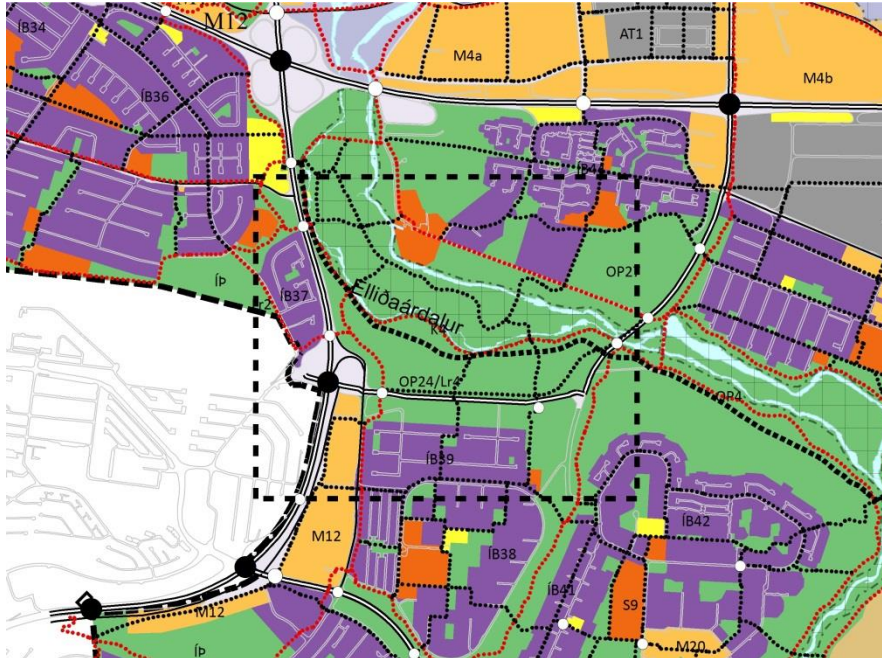 M12
ÍB34
M4a
AT1
M4b
ÍB36
ÍÞ
ÍB37
OP2
Elliðaárdalur
OP24/Lr4
OP4
ÍB39
M12
ÍB38
ÍB42
ÍB41
S9
M12
M20
ÍÞ